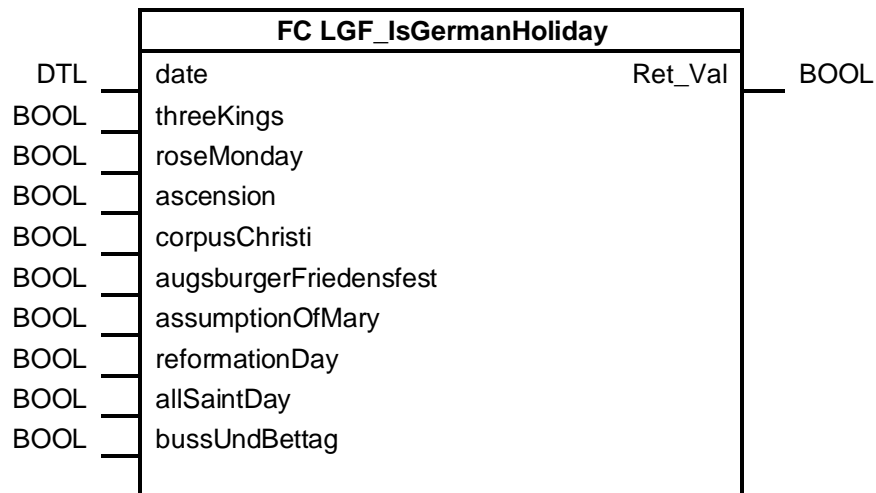 FC LGF_IsGermanHoliday
DTL date Ret_Val BOOL
BOOL threeKings
BOOL roseMonday
BOOL ascension
BOOL corpusChristi
BOOL augsburgerFriedensfest
BOOL assumptionOfMary
BOOL reformationDay
BOOL allSaintDay
BOOL bussUndBettag